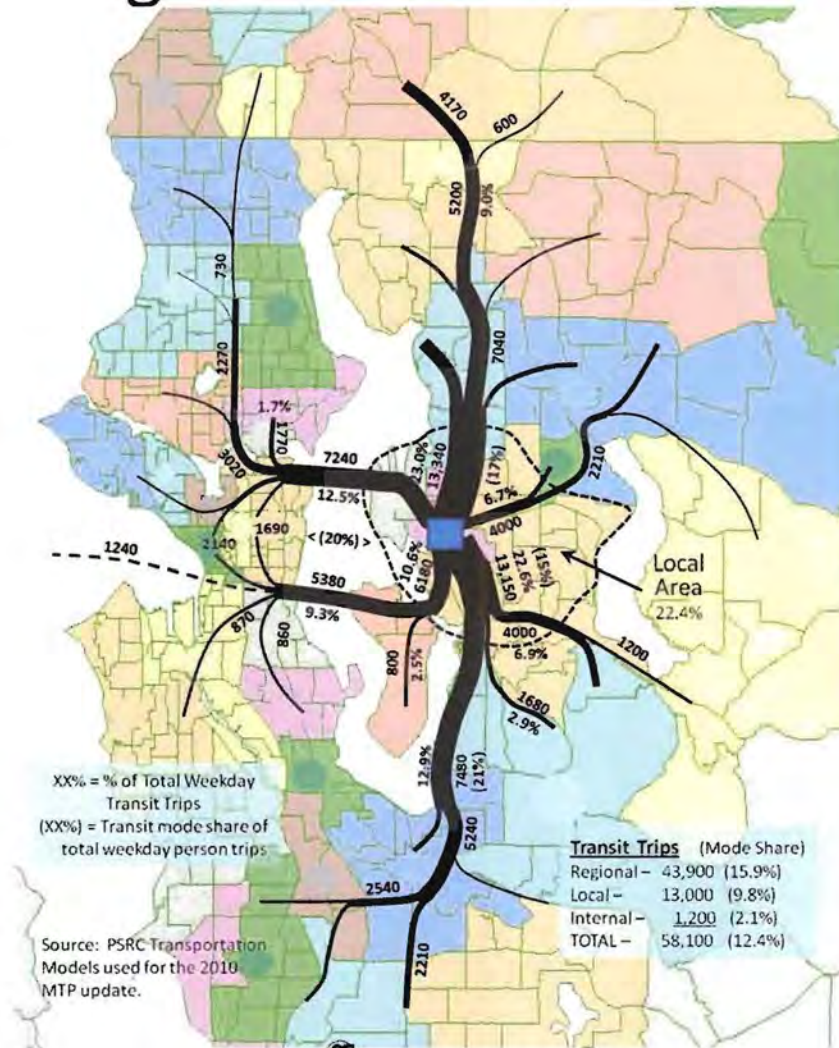 4170
600
5200
9.0%
730
7040
2270
1.7%
1770
3020
7240
12.5%
23.0%
13,340
(17%)
6.7%
2210
4000
1690
2140
< (20%) >
10.6%
6180
(15%)
22.6%
13,150
Local
Area
22.4%
1240
5380
9.3%
870
860
800
2.5%
4000
6.9%
1200
1680
2.9%
12.9%
7480
(21%)
XX% = % of Total Weekday
Transit Trips
(XX%) = Transit mode share of
total weekday person trips
2540
2210
Transit Trips (Mode Share)
Regional – 43,900 (15.9%)
Local – 13,000 (9.8%)
Internal – 1,200 (2.1%)
TOTAL – 58,100 (12.4%)
Source: PSRC Transportation
Models used for the 2010
MTP update.